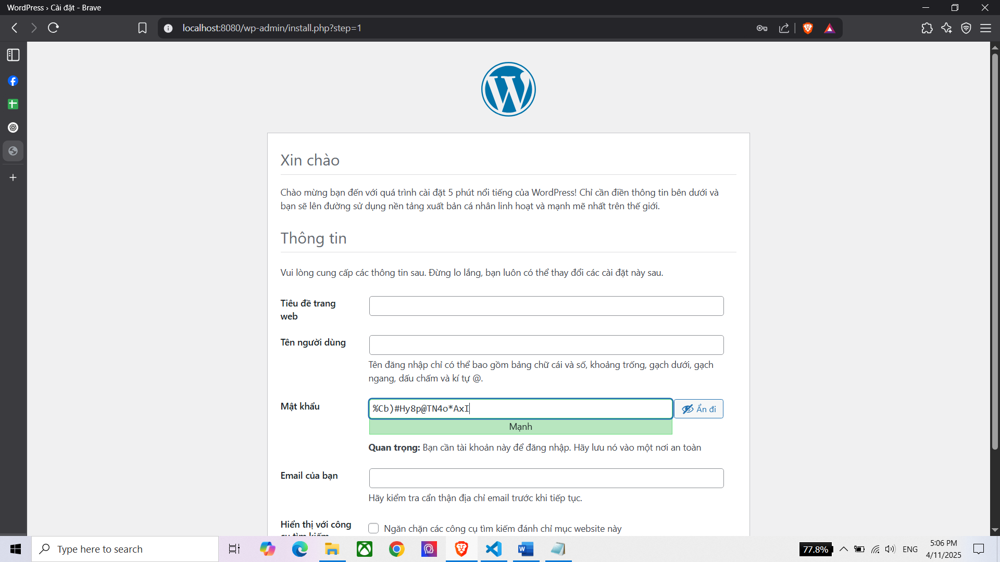 WordPress › Cài đặt - Brave
localhost:8080/wp-admin/install.php?step=1
Xin chào
Chào mừng bạn đến với quá trình cài đặt 5 phút nổi tiếng của WordPress! Chỉ cần điền thông tin bên dưới và
bạn sẽ lên đường sử dụng nền tảng xuất bản cá nhân linh hoạt và mạnh mẽ nhất trên thế giới.
Thông tin
Vui lòng cung cấp các thông tin sau. Đừng lo lắng, bạn luôn có thể thay đổi các cài đặt này sau.
Tiêu đề trang
web
Tên người dùng
Tên đăng nhập chỉ có thể bao gồm bảng chữ cái và số, khoảng trống, gạch dưới, gạch
ngang, dấu chấm và kí tự @.
Mật khẩu
%Cb)#Hy8p@TN4o*AxI
Ẩn đi
Mạnh
Quan trọng: Bạn cần tài khoản này để đăng nhập. Hãy lưu nó vào một nơi an toàn
Email của bạn
Hãy kiểm tra cẩn thận địa chỉ email trước khi tiếp tục.
Hiển thị với công
cụ tìm kiếm
Ngăn chặn các công cụ tìm kiếm đánh chỉ mục website này
Type here to search
77.8%
ENG
5:06 PM
4/11/2025